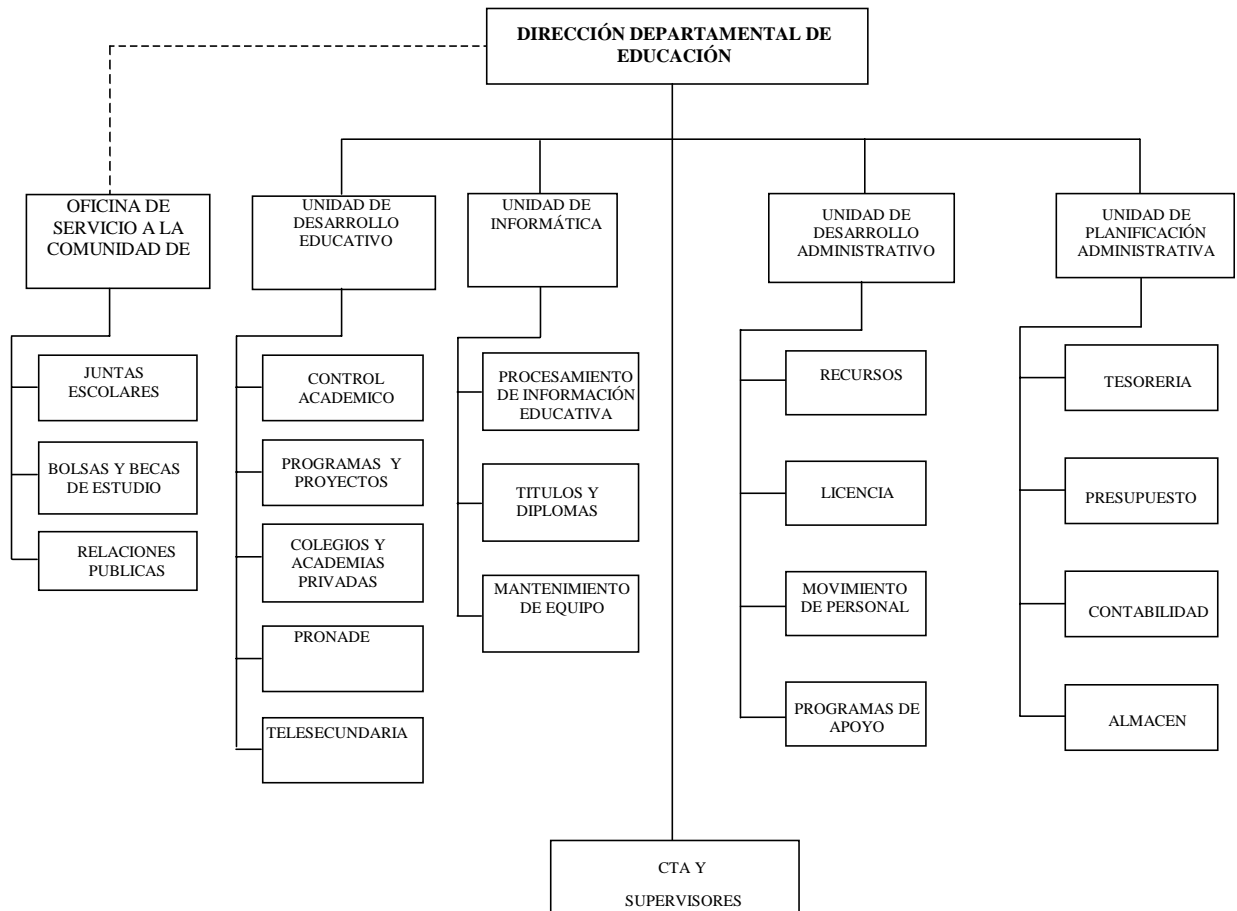 DIRECCIÓN DEPARTAMENTAL DE
EDUCACIÓN
OFICINA DE
SERVICIO A LA
COMUNIDAD DE
UNIDAD DE
DESARROLLO
EDUCATIVO
UNIDAD DE
INFORMÁTICA
UNIDAD DE
DESARROLLO
ADMINISTRATIVO
UNIDAD DE
PLANIFICACIÓN
ADMINISTRATIVA
JUNTAS
ESCOLARES
BOLSAS Y BECAS
DE ESTUDIO
RELACIONES
PUBLICAS
CONTROL
ACADEMICO
PROGRAMAS Y
PROYECTOS
COLEGIOS Y
ACADEMIAS
PRIVADAS
PRONADE
TELESECUNDARIA
PROCESAMIENTO
DE INFORMACIÓN
EDUCATIVA
TITULOS Y
DIPLOMAS
MANTENIMIENTO
DE EQUIPO
RECURSOS
LICENCIA
MOVIMIENTO
DE PERSONAL
PROGRAMAS DE
APOYO
TESORERIA
PRESUPUESTO
CONTABILIDAD
ALMACEN
CTA Y
SUPERVISORES